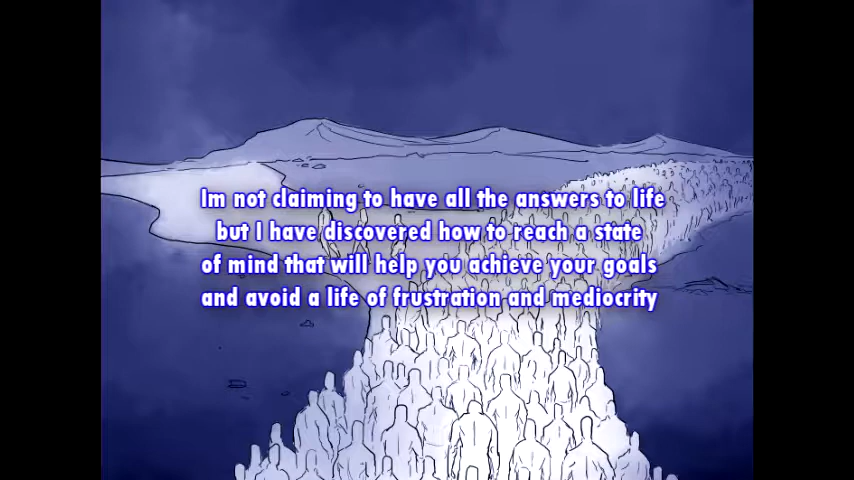 Im not claiming to have all the answers to life
but I have discovered how to reach a state
of mind that will help you achieve your goals
and avoid a life of frustration and mediocrity